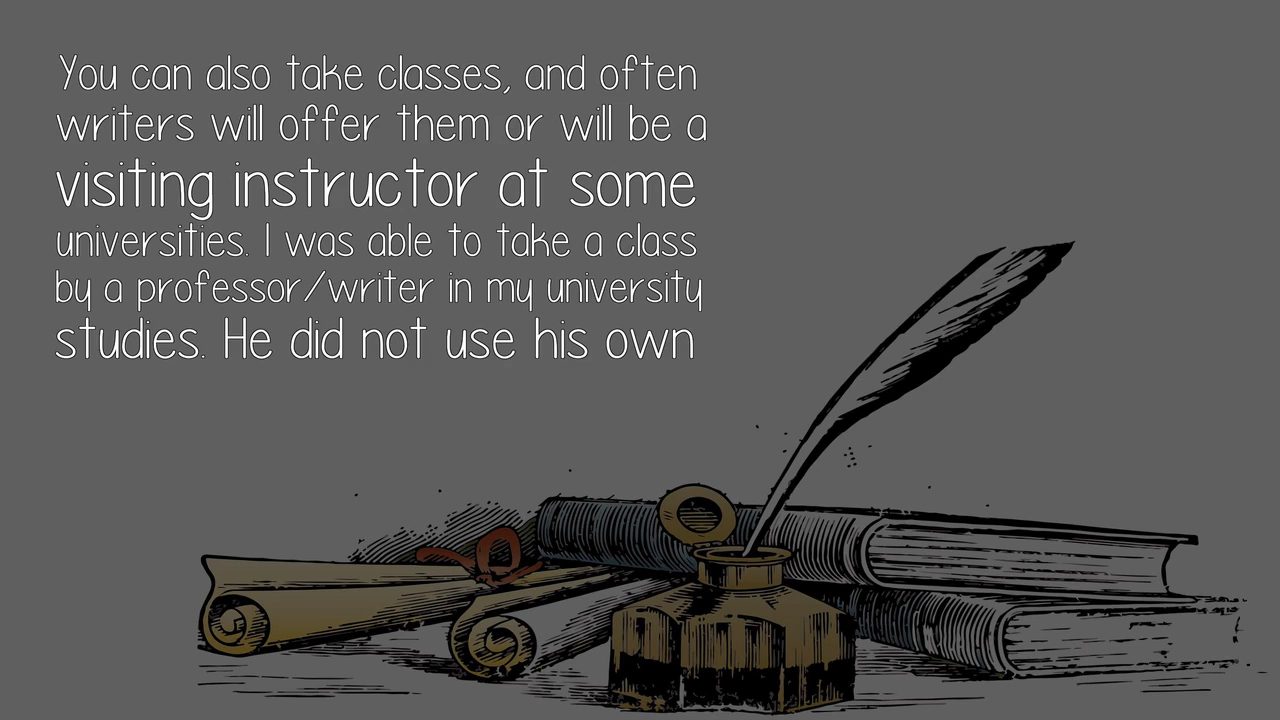 You can also take classes, and often
writers will offer them or will be a
visiting instructor at some
universities. I was able to take a class
by a professor/writer in my university
studies. He did not use his own